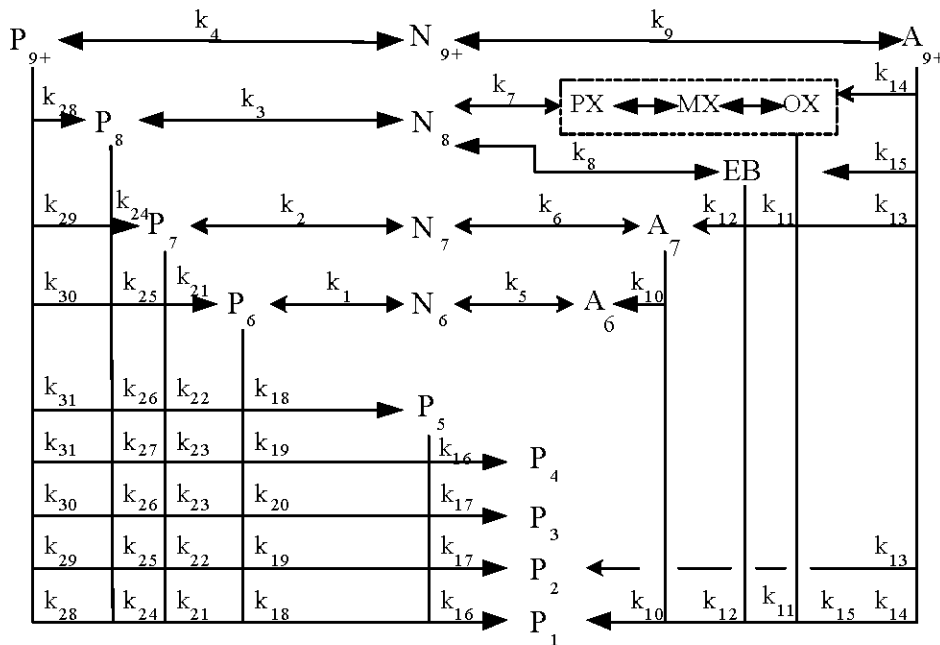 P9+ k4 N9+ k9 A9+
k28 P8 k3 N8 k7 PX MX OX k14
k8 EB k15
k29 k24 P7 k2 N7 k6 A7 k12 k11 k13
k30 k25 k21 P6 k1 N6 k5 A6 k10
k31 k26 k22 k18 P5
k31 k27 k23 k19 k16 P4
k30 k26 k23 k20 k17 P3
k29 k25 k22 k19 k17 P2 k13
k28 k24 k21 k18 k16 P1 k10 k12 k11 k15 k14